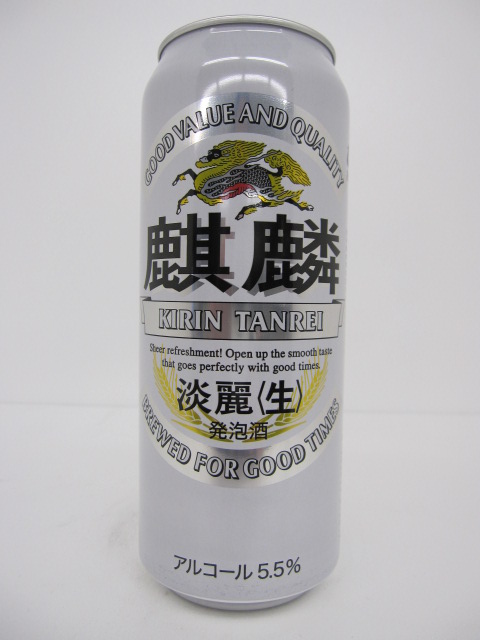 GOOD VALUE AND QUALITY
麒麟
KIRIN TANREI
Sheer refreshment! Open up the smooth taste
that goes perfectly with good times.
淡麗〈生〉
発泡酒
BREWED FOR GOOD TIMES
アルコール 5.5%